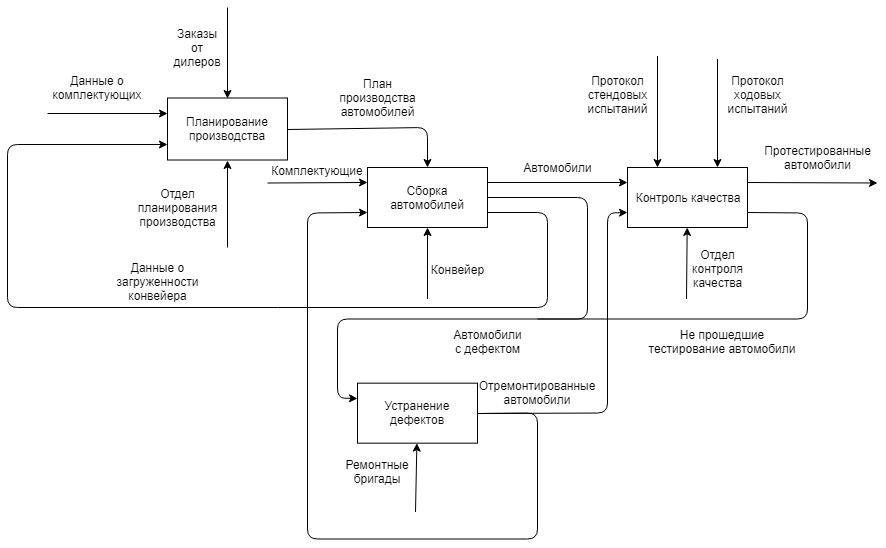 Заказы
от
дилеров
Данные о
комплектующих
Планирование
производства
План
производства
автомобилей
Протокол
стендовых
испытаний
Протокол
ходовых
испытаний
Протестированные
автомобили
Комплектующие
Сборка
автомобилей
Автомобили
Контроль качества
Отдел
планирования
производства
Данные о
загруженности
конвейера
Конвейер
Отдел
контроля
качества
Автомобили
с дефектом
Не прошедшие
тестирование автомобили
Устранение
дефектов
Отремонтированные
автомобили
Ремонтные
бригады